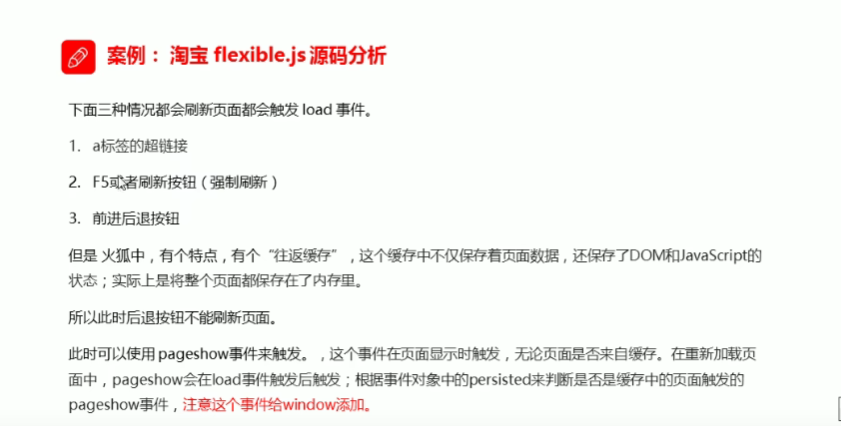 案例： 淘宝 flexible.js 源码分析
下面三种情况都会刷新页面都会触发 load 事件。
1. a标签的超链接
2. F5或者刷新按钮（强制刷新）
3. 前进后退按钮
但是 火狐中，有个特点，有个“往返缓存”，这个缓存中不仅保存着页面数据，还保存了DOM和JavaScript的
状态；实际上是将整个页面都保存在了内存里。
所以此时后退按钮不能刷新页面。
此时可以使用 pageshow事件来触发。，这个事件在页面显示时触发，无论页面是否来自缓存。在重新加载页
面中，pageshow会在load事件触发后触发；根据事件对象中的persisted来判断是否是缓存中的页面触发的
pageshow事件，注意这个事件给window添加。